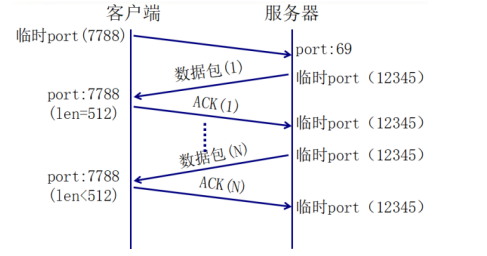 客户端
服务器
临时port(7788)
port:69
数据包(1)
临时port（12345）
port:7788
(len=512)
ACK(1)
临时port（12345）
数据包(N)
临时port（12345）
port:7788
(len<512)
ACK(N)
临时port（12345）